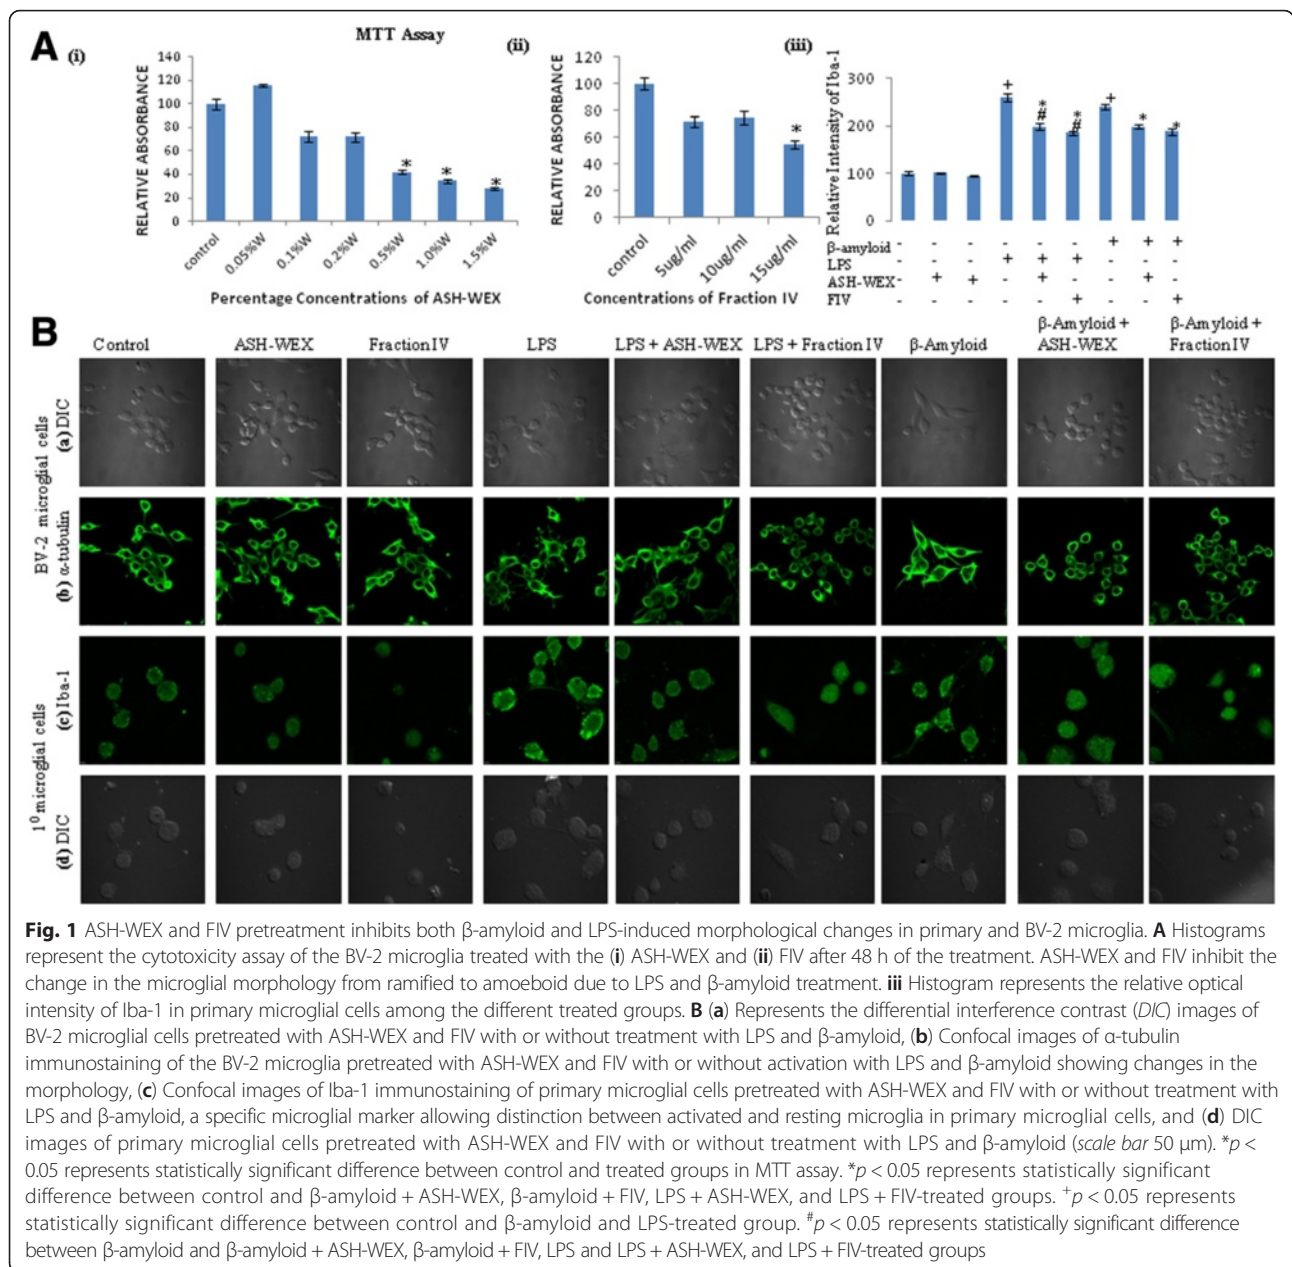 A
(i)
MTT Assay
RELATIVE ABSORBANCE
140
120
100
80
60
40
20
0
*
*
*
control
0.05%W
0.1%W
0.2%W
0.5%W
1.0%W
1.5%W
Percentage Concentrations of ASH-WEX
(ii)
RELATIVE ABSORBANCE
120
100
80
60
40
20
0
*
control
5ug/ml
10ug/ml
15ug/ml
Concentrations of Fraction IV
(iii)
Relative Intensity of Iba-1
300
200
100
0
+
*
#
*
#
+
*
*
β-amyloid - - - - - - + + +
LPS - - - + + + - - -
ASH-WEX - + + - + - - + -
FIV - - - - - + - - +
B
Control
ASH-WEX
Fraction IV
LPS
LPS + ASH-WEX
LPS + Fraction IV
β-Amyloid
β-Amyloid +
ASH-WEX
β-Amyloid +
Fraction IV
BV-2 microglial cells
(a) DIC
(b) α-tubulin
1⁰ microglial cells
(c) Iba-1
(d) DIC
Fig. 1 ASH-WEX and FIV pretreatment inhibits both β-amyloid and LPS-induced morphological changes in primary and BV-2 microglia. A Histograms
represent the cytotoxicity assay of the BV-2 microglia treated with the (i) ASH-WEX and (ii) FIV after 48 h of the treatment. ASH-WEX and FIV inhibit the
change in the microglial morphology from ramified to amoeboid due to LPS and β-amyloid treatment. iii Histogram represents the relative optical
intensity of Iba-1 in primary microglial cells among the different treated groups. B (a) Represents the differential interference contrast (DIC) images of
BV-2 microglial cells pretreated with ASH-WEX and FIV with or without treatment with LPS and β-amyloid, (b) Confocal images of α-tubulin
immunostaining of the BV-2 microglia pretreated with ASH-WEX and FIV with or without activation with LPS and β-amyloid showing changes in the
morphology, (c) Confocal images of Iba-1 immunostaining of primary microglial cells pretreated with ASH-WEX and FIV with or without treatment with
LPS and β-amyloid, a specific microglial marker allowing distinction between activated and resting microglia in primary microglial cells, and (d) DIC
images of primary microglial cells pretreated with ASH-WEX and FIV with or without treatment with LPS and β-amyloid (scale bar 50 μm). *p <
0.05 represents statistically significant difference between control and treated groups in MTT assay. *p < 0.05 represents statistically significant
difference between control and β-amyloid + ASH-WEX, β-amyloid + FIV, LPS + ASH-WEX, and LPS + FIV-treated groups. ⁺p < 0.05 represents
statistically significant difference between control and β-amyloid and LPS-treated group. #p < 0.05 represents statistically significant difference
between β-amyloid and β-amyloid + ASH-WEX, β-amyloid + FIV, LPS and LPS + ASH-WEX, and LPS + FIV-treated groups